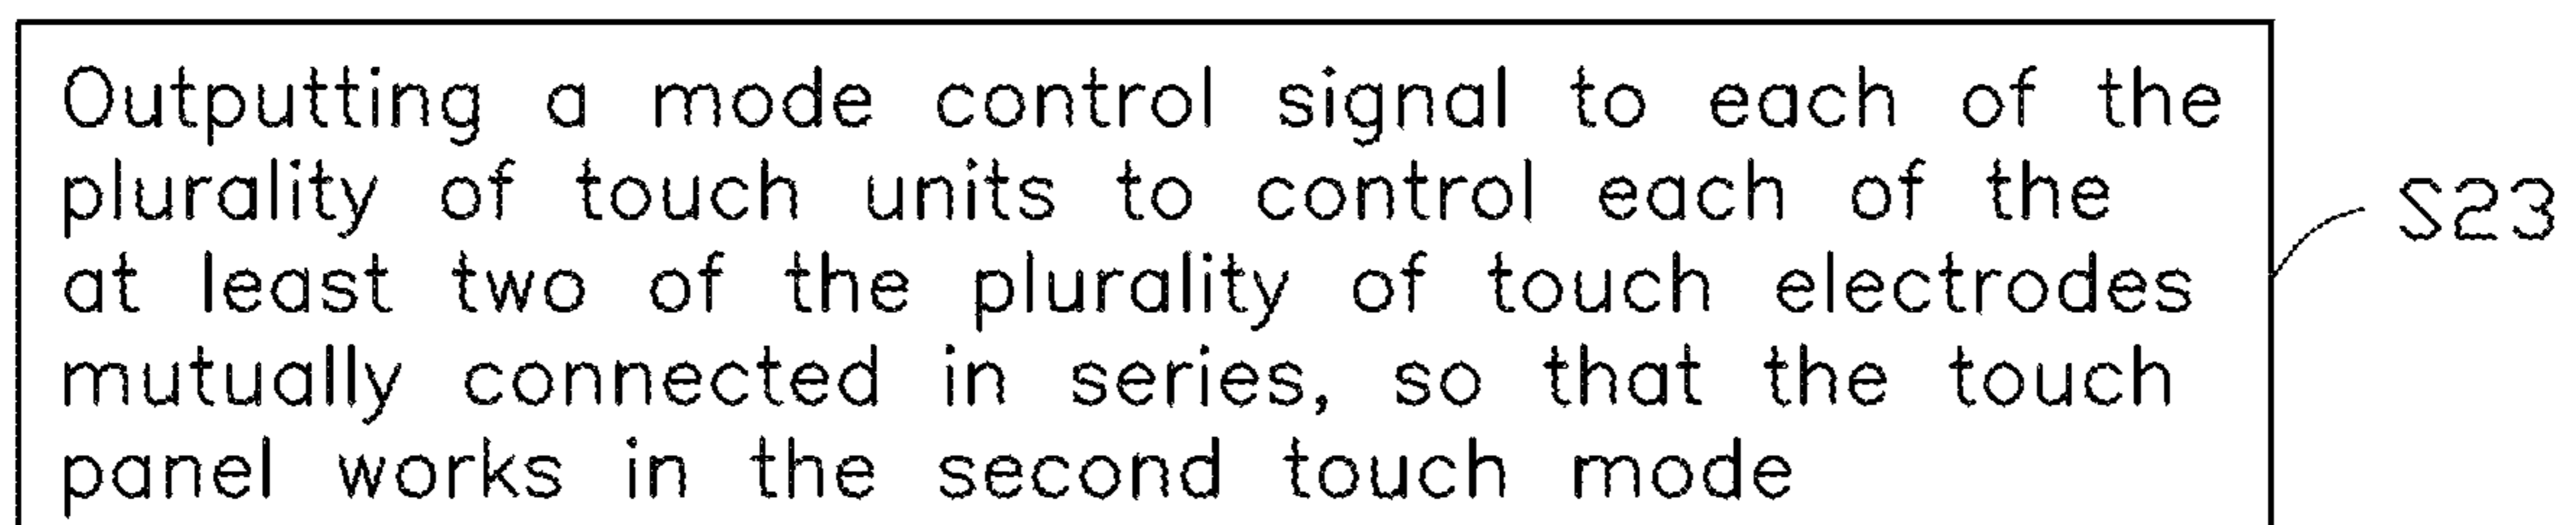 Outputting a mode control signal to each of the
plurality of touch units to control each of the
at least two of the plurality of touch electrodes
mutually connected in series, so that the touch
panel works in the second touch mode
S23